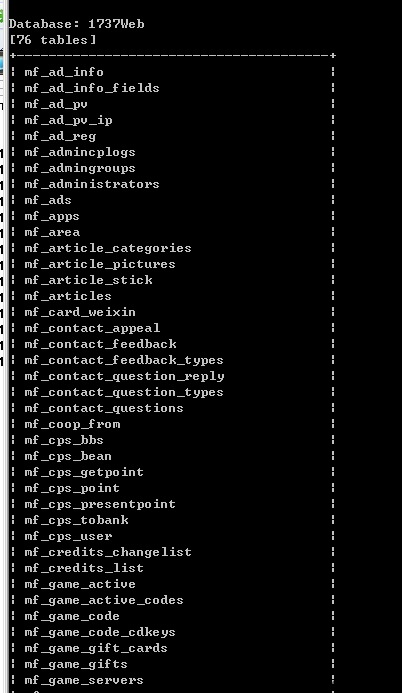 Database: 1737Web
[76 tables]
+---------------------------------------+
| mf_ad_info |
| mf_ad_info_fields |
| mf_ad_pv |
| mf_ad_pv_ip |
| mf_ad_reg |
| mf_admincplogs |
| mf_admingroups |
| mf_administrators |
| mf_ads |
| mf_apps |
| mf_area |
| mf_article_categories |
| mf_article_pictures |
| mf_article_stick |
| mf_articles |
| mf_card_weixin |
| mf_contact_appeal |
| mf_contact_feedback |
| mf_contact_feedback_types |
| mf_contact_question_reply |
| mf_contact_question_types |
| mf_contact_questions |
| mf_coop_from |
| mf_cps_bbs |
| mf_cps_bean |
| mf_cps_getpoint |
| mf_cps_point |
| mf_cps_presentpoint |
| mf_cps_tobank |
| mf_cps_user |
| mf_credits_changelist |
| mf_credits_list |
| mf_game_active |
| mf_game_active_codes |
| mf_game_code |
| mf_game_code_cdkeys |
| mf_game_gift_cards |
| mf_game_gifts |
| mf_game_servers |